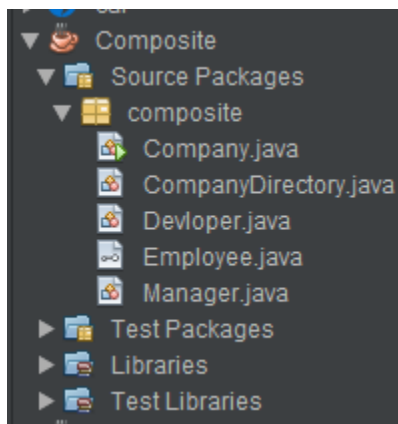 Composite
Source Packages
composite
Company.java
CompanyDirectory.java
Devloper.java
Employee.java
Manager.java
Test Packages
Libraries
Test Libraries